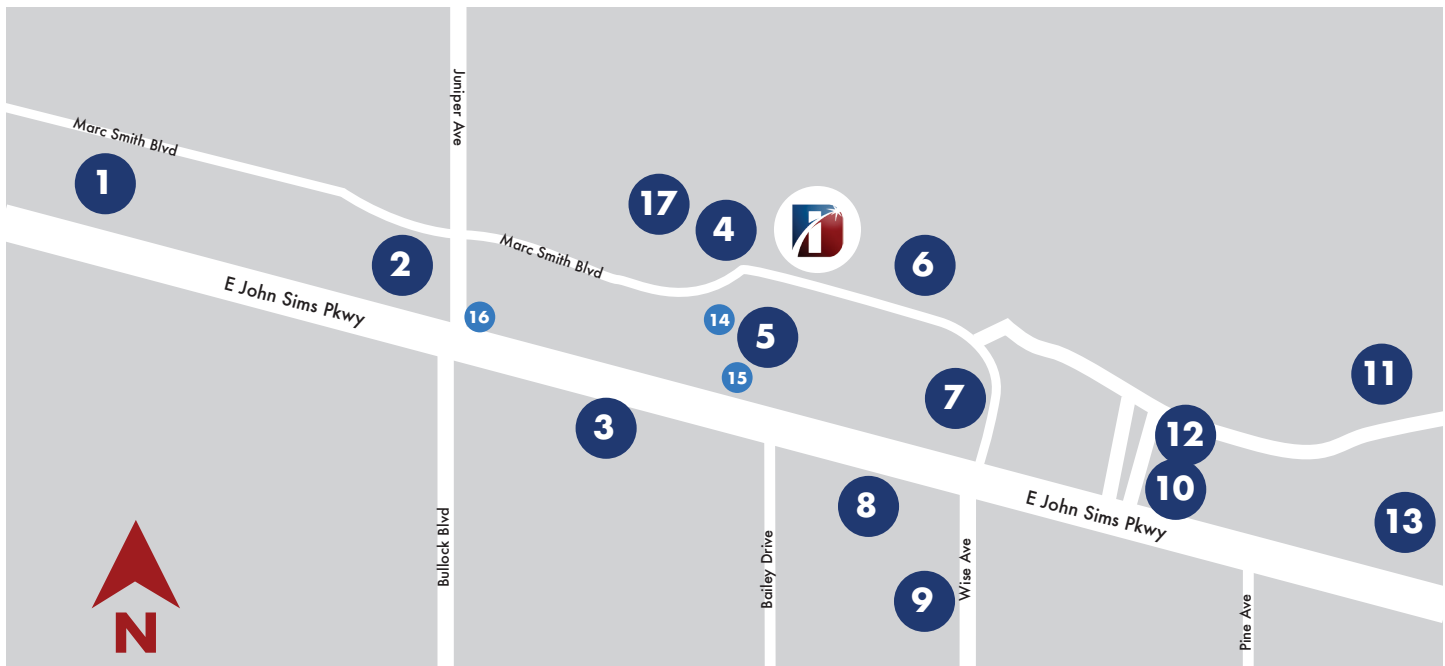 Juniper Ave
Marc Smith Blvd
1
17
4
Marc Smith Blvd
2
6
E John Sims Pkwy
16
14
5
15
11
7
3
12
10
8
E John Sims Pkwy
13
Bullock Blvd
Bailey Drive
Wise Ave
9
Pine Ave
N